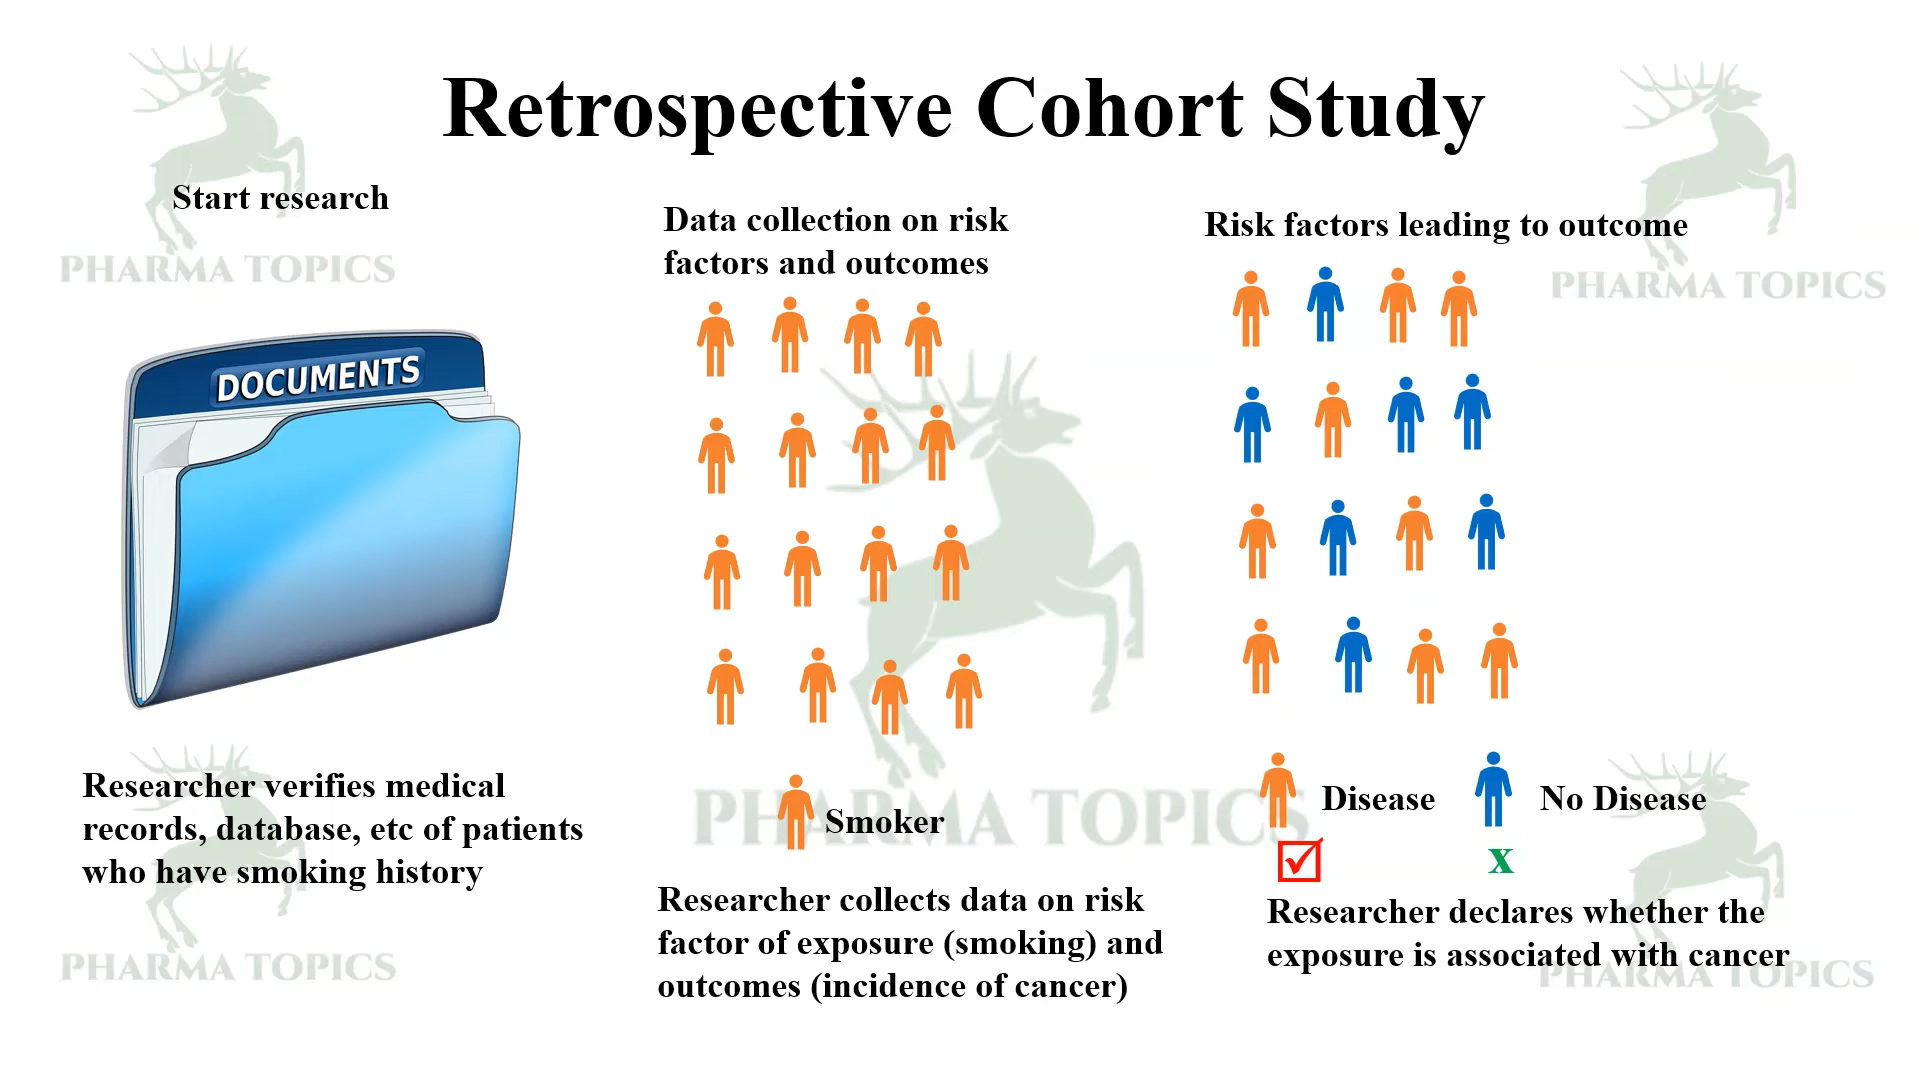 Retrospective Cohort Study
Start research
PHARMA TOPICS
DOCUMENTS
Researcher verifies medical
records, database, etc of patients
who have smoking history
PHARMA TOPICS
Data collection on risk
factors and outcomes
PHARMA TOPICS
Smoker
Researcher collects data on risk
factor of exposure (smoking) and
outcomes (incidence of cancer)
Risk factors leading to outcome
PHARMA TOPICS
Disease
No Disease
x
Researcher declares whether the
exposure is associated with cancer
PHARMA TOPICS